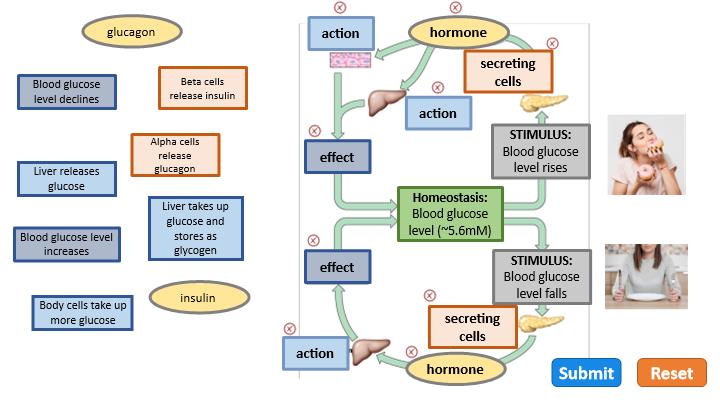 glucagon
Blood glucose
level declines
Beta cells
release insulin
Alpha cells
release
glucagon
Liver releases
glucose
Liver takes up
glucose and
stores as
glycogen
Blood glucose level
increases
insulin
Body cells take up
more glucose
action
hormone
secreting
cells
action
effect
STIMULUS:
Blood glucose
level rises
Homeostasis:
Blood glucose
level (~5.6mM)
effect
STIMULUS:
Blood glucose
level falls
secreting
cells
action
hormone
Submit
Reset